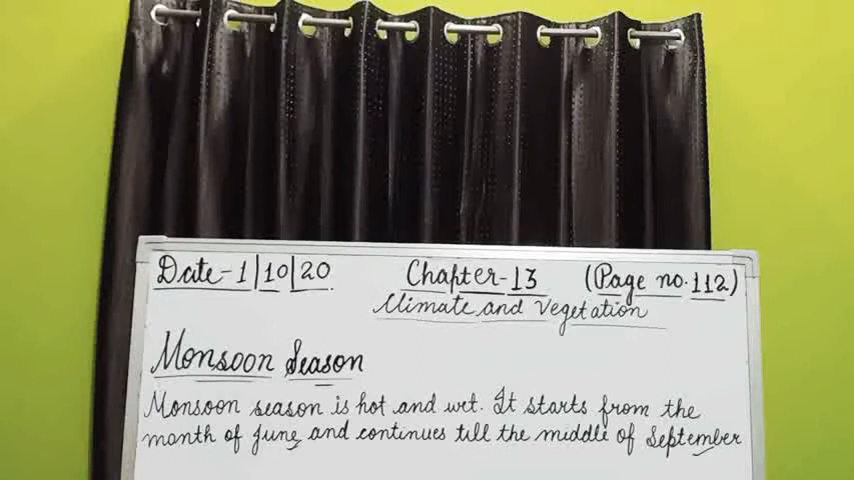 Date-1|10|20 Chapter-13 (Page no.112)
Climate and Vegetation
Monsoon Season
Monsoon season is hot and wet. It starts from the
month of June and continues till the middle of September